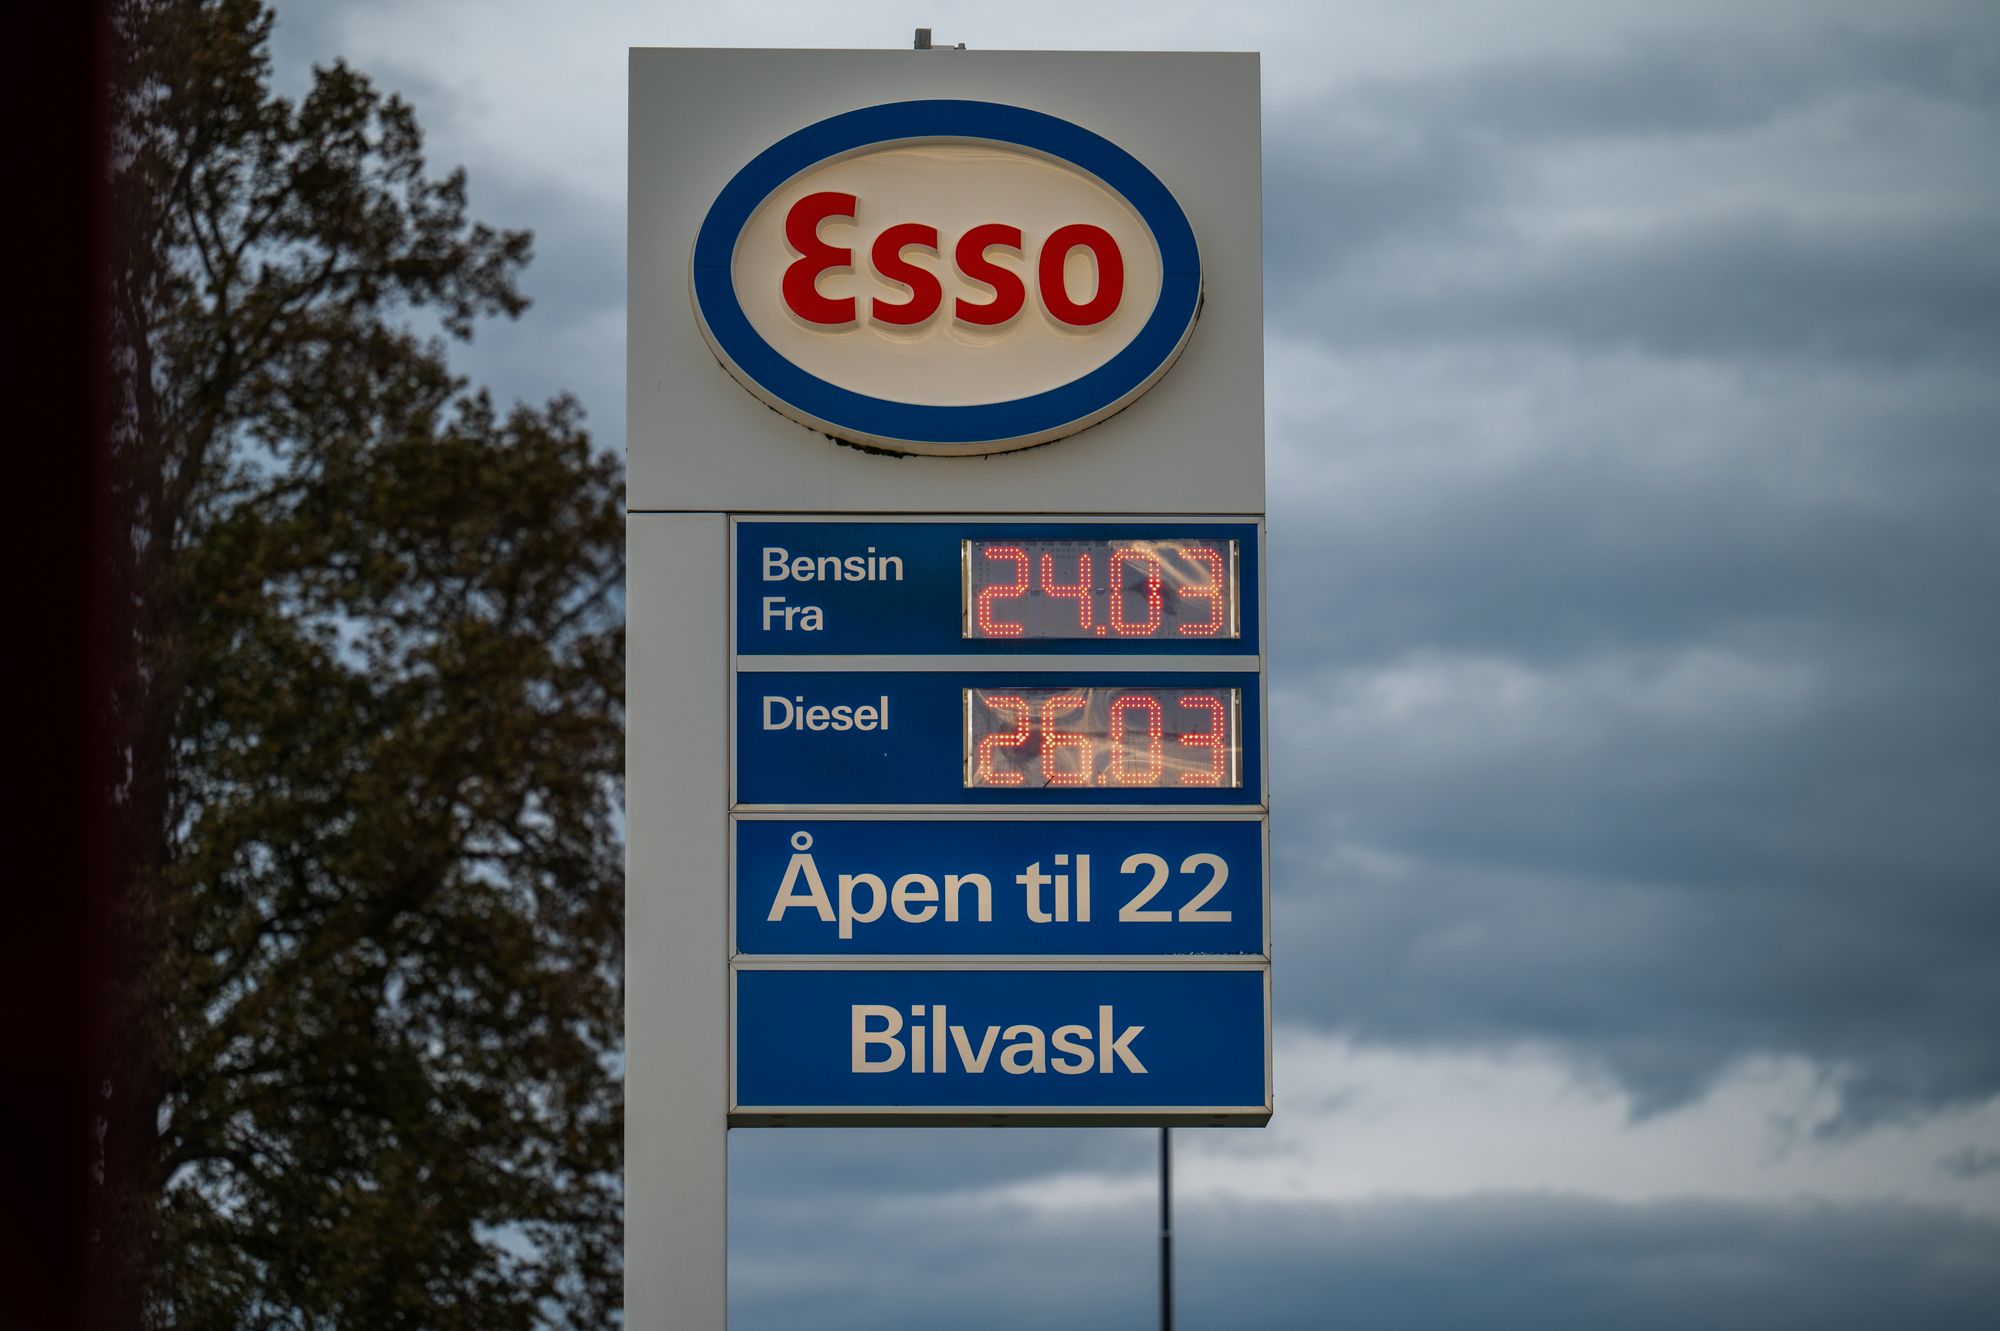 Esso
Bensin 24.03
Fra
Diesel 26.03
Åpen til 22
Bilvask